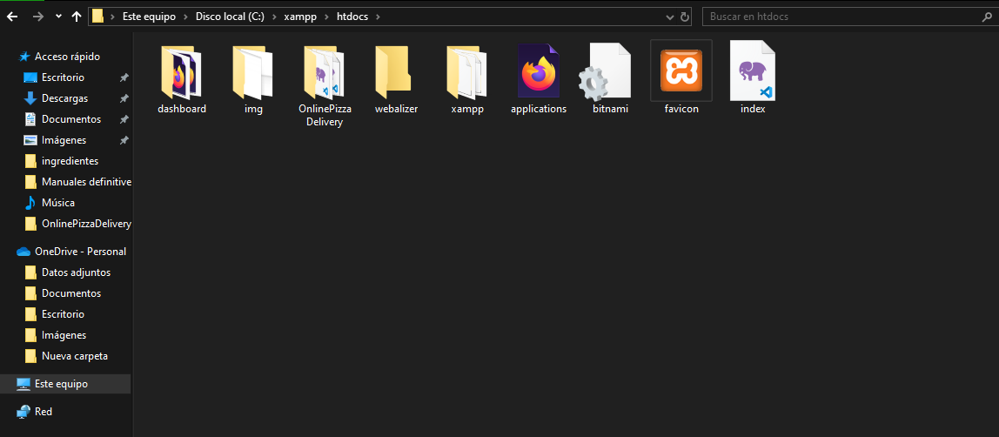 Este equipo > Disco local (C:) > xampp > htdocs >
Buscar en htdocs
Acceso rápido
Escritorio
Descargas
Documentos
Imágenes
ingredientes
Manuales definitive
Música
OnlinePizzaDelivery
OneDrive - Personal
Datos adjuntos
Documentos
Escritorio
Imágenes
Nueva carpeta
Este equipo
Red
dashboard
img
OnlinePizza
Delivery
webalizer
xampp
applications
bitnami
favicon
index